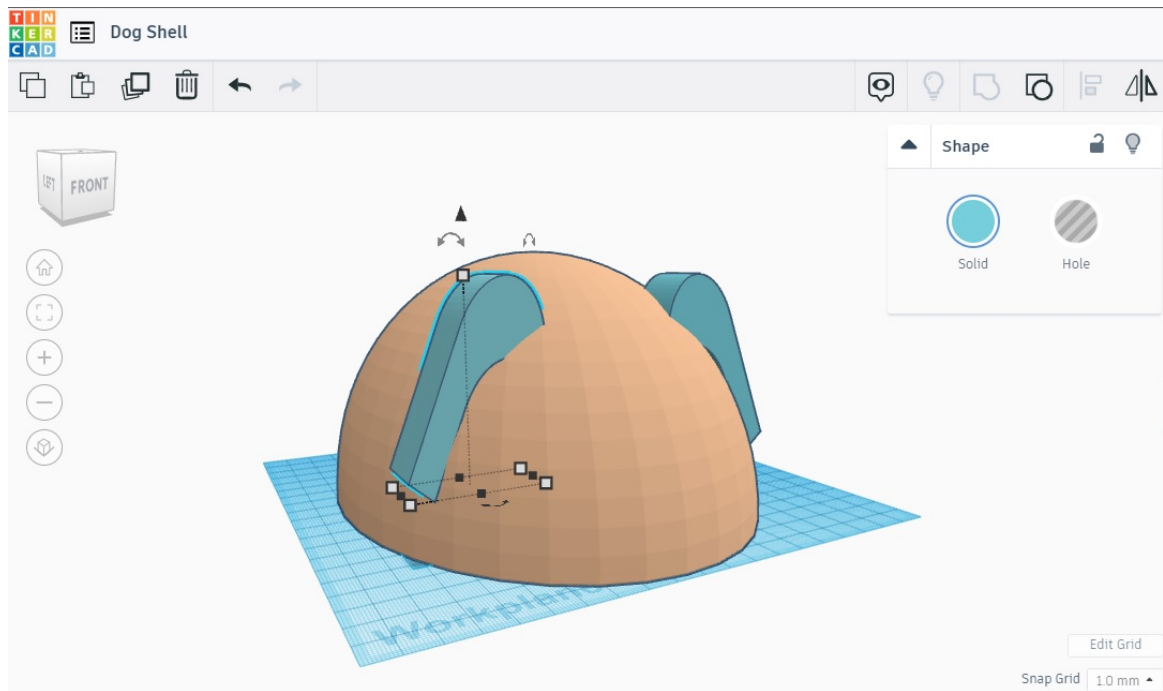 TIN
KER
CAD
Dog Shell
LEFT
FRONT
Shape
Solid
Hole
Workplane
Edit Grid
Snap Grid 1.0 mm